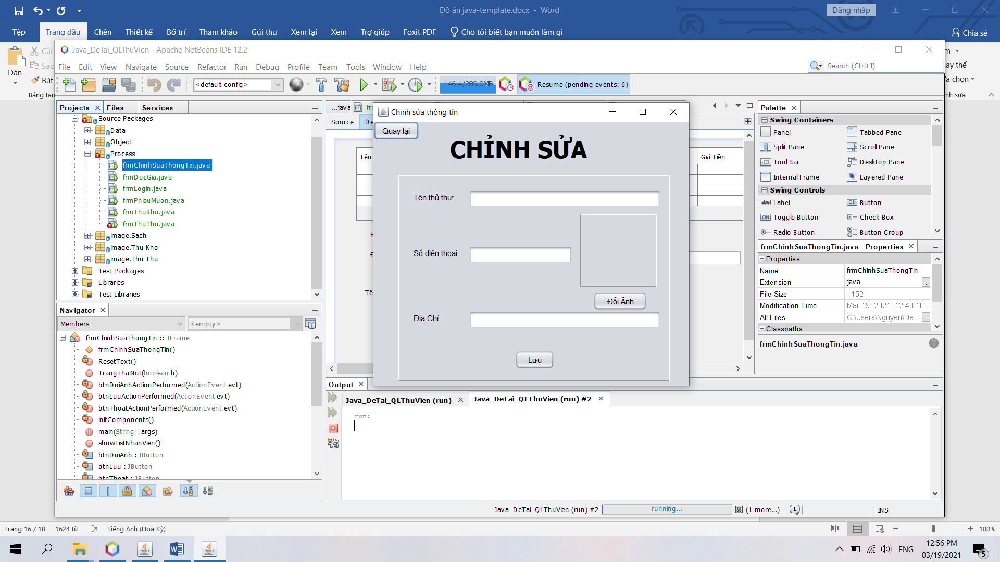 Đồ án java-template.docx - Word
Đăng nhập
Tệp
Trang đầu
Chèn
Thiết kế
Bố trí
Tham khảo
Gửi thư
Xem lại
Xem
Trợ giúp
Foxit PDF
Cho tôi biết bạn muốn làm gì
Chia sẻ
Dán
Cắt
Sao
Bút
Bảng tạm
Java_DeTai_QLThuVien - Apache NetBeans IDE 12.2
File Edit View Navigate Source Refactor Run Debug Profile Team Tools Window Help
Search (Ctrl+I)
<default config>
146.4/289.0MB
Resume (pending events: 6)
Projects
Files
Services
Source Packages
Data
Object
Process
frmChinhSuaThongTin.java
frmDocGia.java
frmLogin.java
frmPhieuMuon.java
frmThuKho.java
frmThuThu.java
image.Sach
image.Thu Kho
image.Thu Thu
Test Packages
Libraries
Test Libraries
Navigator
Members
<empty>
frmChinhSuaThongTin :: JFrame
frmChinhSuaThongTin()
ResetText()
TrangThaiNut(boolean b)
btnDoiAnhActionPerformed(ActionEvent evt)
btnLuuActionPerformed(ActionEvent evt)
btnThoatActionPerformed(ActionEvent evt)
initComponents()
main(String[] args)
showListNhanVien()
btnDoiAnh : JButton
btnLuu : JButton
btnThoat : JButton
...java
Source
De
Tên
Giá Tiền
Chỉnh sửa thông tin
Quay lại
CHỈNH SỬA
Tên thủ thư:
Số điện thoại:
Đổi Ảnh
Địa Chỉ:
Lưu
Palette
Swing Containers
Panel
Tabbed Pane
Split Pane
Scroll Pane
Tool Bar
Desktop Pane
Internal Frame
Layered Pane
Swing Controls
Label
Button
Toggle Button
Check Box
Radio Button
Button Group
frmChinhSuaThongTin.java - Properties
Properties
Name frmChinhSuaThongTin
Extension java
File Size 11521
Modification Time Mar 19, 2021, 12:48:10 ...
All Files C:\Users\Nguyen\De...
Classpaths
frmChinhSuaThongTin.java
Output
Java_DeTai_QLThuVien (run)
Java_DeTai_QLThuVien (run) #2
run:
Java_DeTai_QLThuVien (run) #2
running...
(1 more...)
1
INS
Trang 16 / 18
1624 từ
Tiếng Anh (Hoa Kỳ)
100%
ENG
12:56 PM
03/19/2021
5